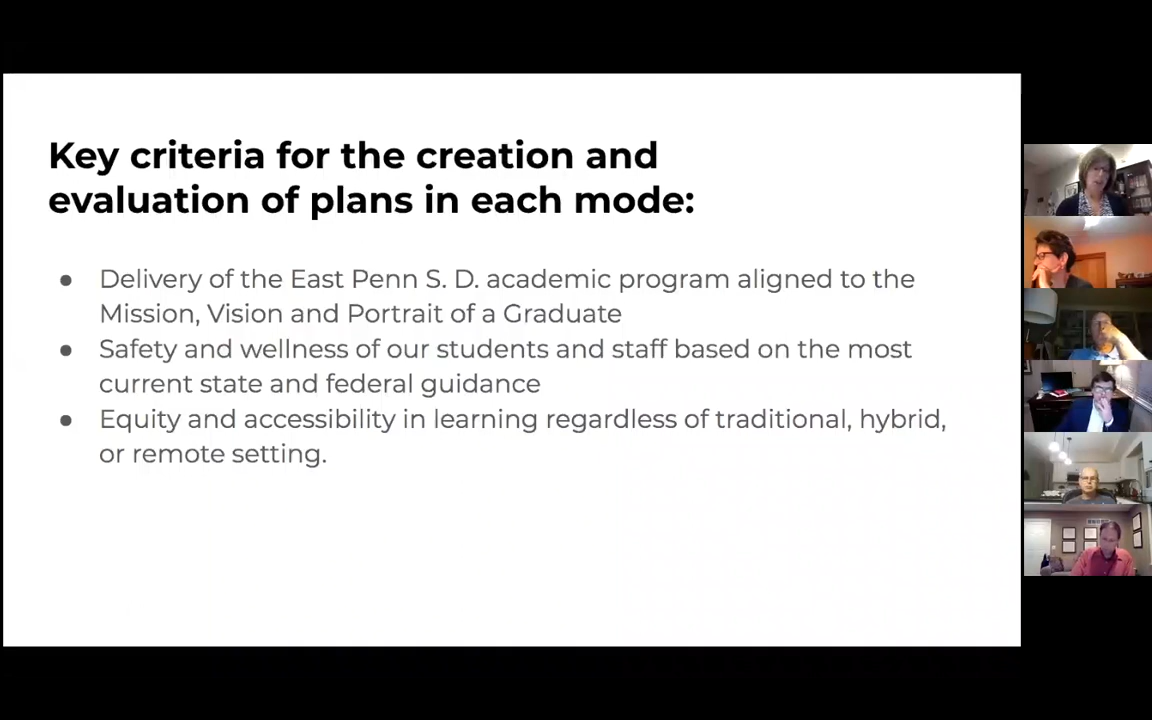 Key criteria for the creation and
evaluation of plans in each mode:
● Delivery of the East Penn S. D. academic program aligned to the
Mission, Vision and Portrait of a Graduate
● Safety and wellness of our students and staff based on the most
current state and federal guidance
● Equity and accessibility in learning regardless of traditional, hybrid,
or remote setting.